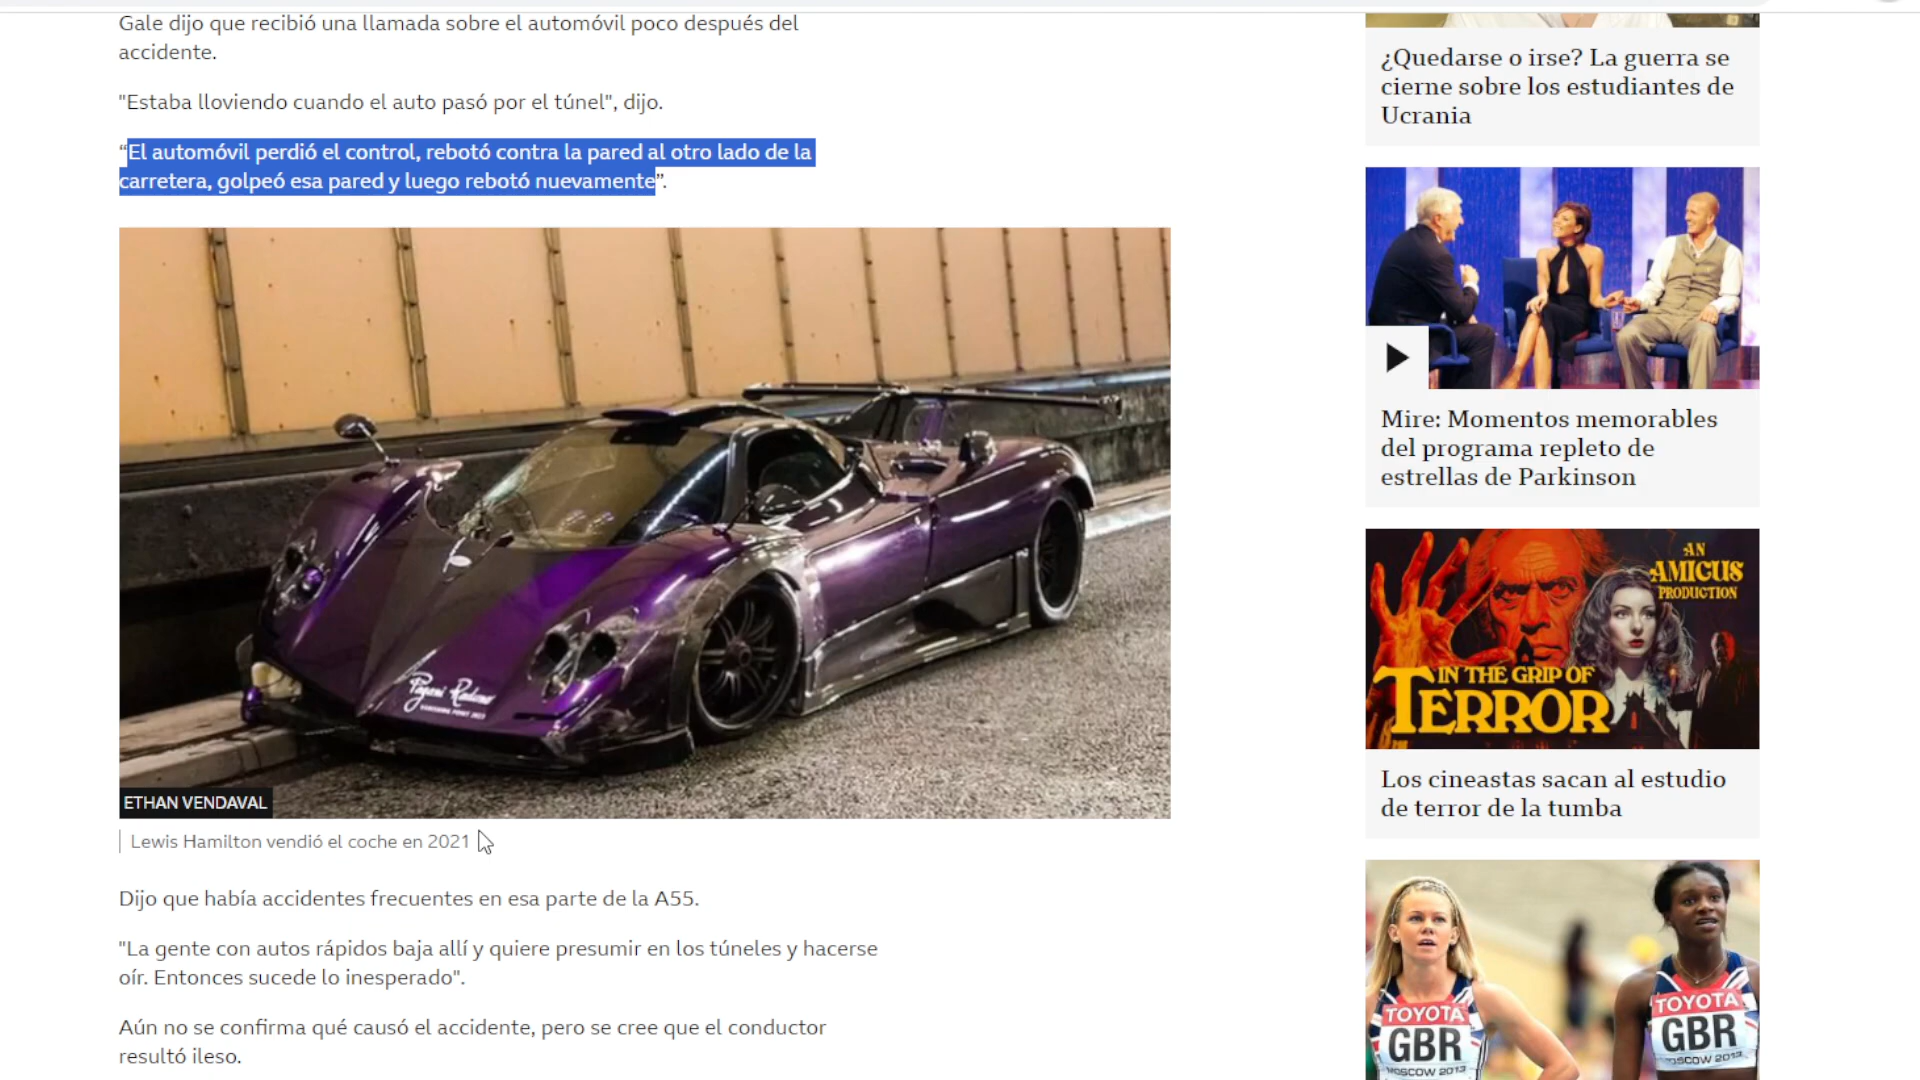 Gale dijo que recibió una llamada sobre el automóvil poco después del
accidente.
"Estaba lloviendo cuando el auto pasó por el túnel", dijo.
“El automóvil perdió el control, rebotó contra la pared al otro lado de la
carretera, golpeó esa pared y luego rebotó nuevamente”.
Pagani
ETHAN VENDAVAL
Lewis Hamilton vendió el coche en 2021
Dijo que había accidentes frecuentes en esa parte de la A55.
"La gente con autos rápidos baja allí y quiere presumir en los túneles y hacerse
oír. Entonces sucede lo inesperado".
Aún no se confirma qué causó el accidente, pero se cree que el conductor
resultó ileso.
¿Quedarse o irse? La guerra se
cierne sobre los estudiantes de
Ucrania
Mire: Momentos memorables
del programa repleto de
estrellas de Parkinson
AN
AMICUS
PRODUCTION
IN THE GRIP OF
TERROR
Los cineastas sacan al estudio
de terror de la tumba
TOYOTA
GBR
MOSCOW 2013
TOYOTA
GBR
MOSCOW 2013